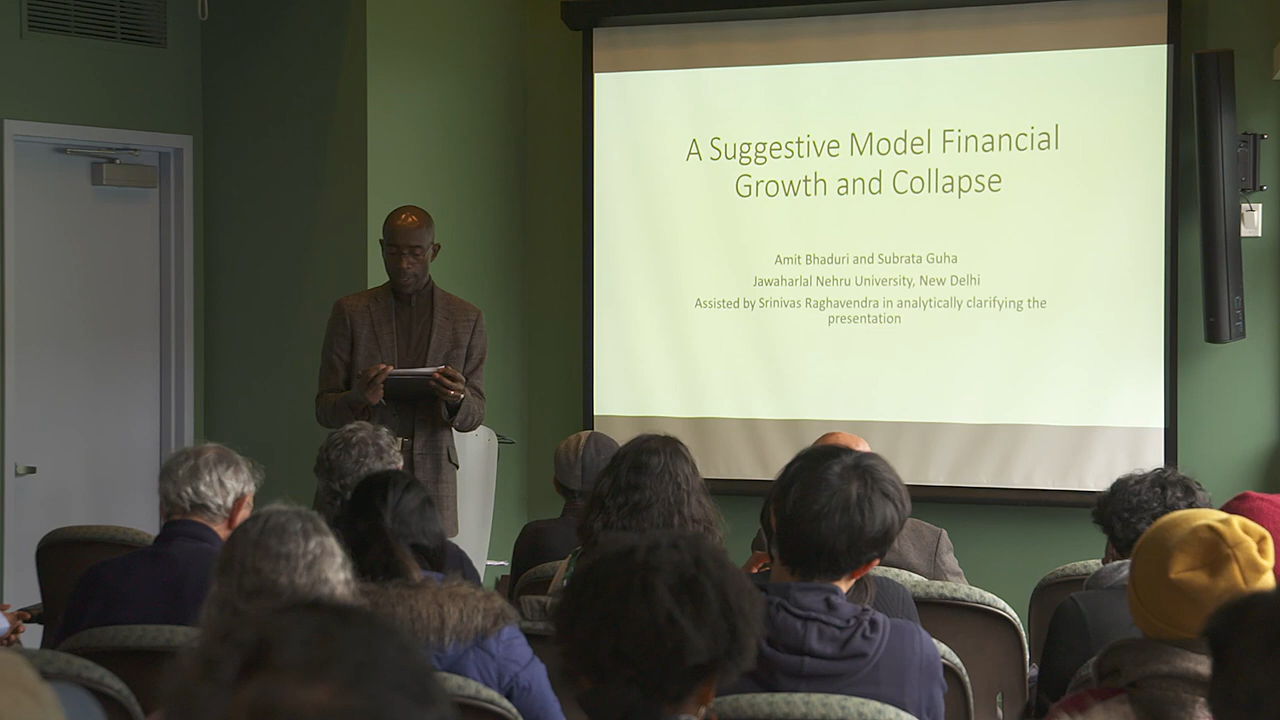 A Suggestive Model Financial
Growth and Collapse
Amit Bhaduri and Subrata Guha
Jawaharlal Nehru University, New Delhi
Assisted by Srinivas Raghavendra in analytically clarifying the
presentation